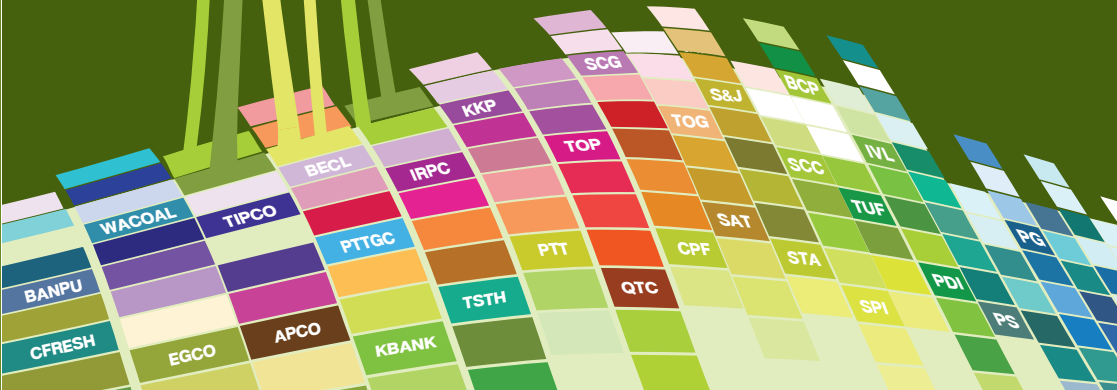 SCG
BCP
S&J
KKP
TOG
TOP
IVL
BECL
SCC
IRPC
TUF
TIPCO
WACOAL
SAT
PG
PTTGC
PTT
CPF
STA
PDI
BANPU
QTC
TSTH
SPI
PS
APCO
CFRESH
KBANK
EGCO